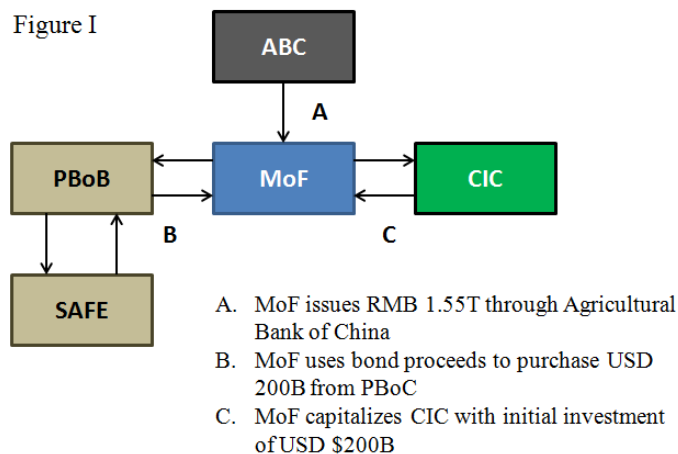 Figure I
ABC
A
PBoB
MoF
CIC
B
C
SAFE
A. MoF issues RMB 1.55T through Agricultural
Bank of China
B. MoF uses bond proceeds to purchase USD
200B from PBoC
C. MoF capitalizes CIC with initial investment
of USD $200B